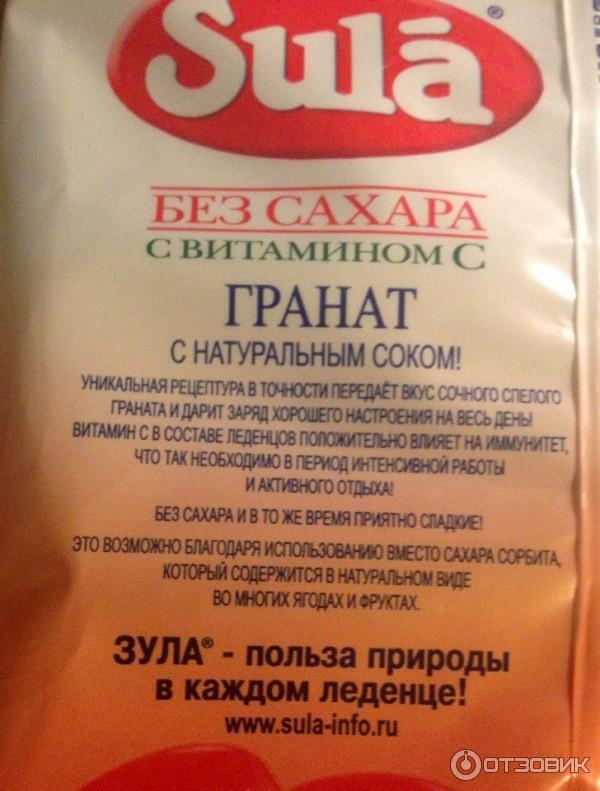 Sula®
БЕЗ САХАРА
С ВИТАМИНОМ С
ГРАНАТ
С НАТУРАЛЬНЫМ СОКОМ!
УНИКАЛЬНАЯ РЕЦЕПТУРА В ТОЧНОСТИ ПЕРЕДАЁТ ВКУС СОЧНОГО СПЕЛОГО
ГРАНАТА И ДАРИТ ЗАРЯД ХОРОШЕГО НАСТРОЕНИЯ НА ВЕСЬ ДЕНЬ!
ВИТАМИН С В СОСТАВЕ ЛЕДЕНЦОВ ПОЛОЖИТЕЛЬНО ВЛИЯЕТ НА ИММУНИТЕТ,
ЧТО ТАК НЕОБХОДИМО В ПЕРИОД ИНТЕНСИВНОЙ РАБОТЫ
И АКТИВНОГО ОТДЫХА!
БЕЗ САХАРА И В ТО ЖЕ ВРЕМЯ ПРИЯТНО СЛАДКИЕ!
ЭТО ВОЗМОЖНО БЛАГОДАРЯ ИСПОЛЬЗОВАНИЮ ВМЕСТО САХАРА СОРБИТА,
КОТОРЫЙ СОДЕРЖИТСЯ В НАТУРАЛЬНОМ ВИДЕ
ВО МНОГИХ ЯГОДАХ И ФРУКТАХ.
ЗУЛА® - польза природы
в каждом леденце!
www.sula-info.ru
ОТЗОВИК